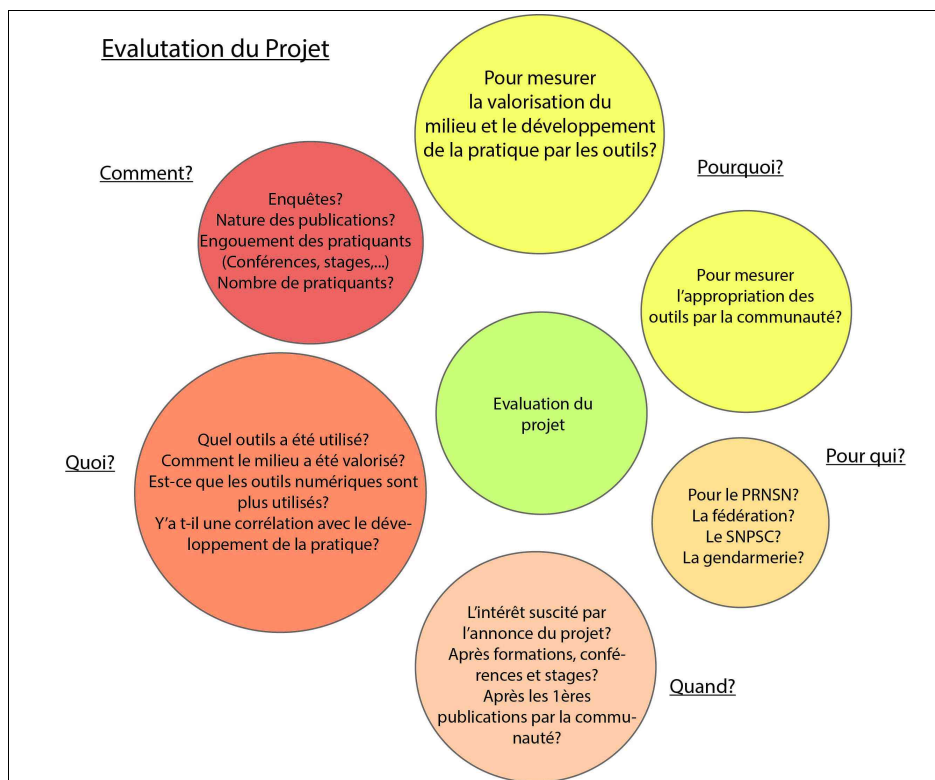 Evalutation du Projet
Pour mesurer
la valorisation du
milieu et le développement
de la pratique par les outils?
Pourquoi?
Comment?
Enquêtes?
Nature des publications?
Engouement des pratiquants
(Conférences, stages,...)
Nombre de pratiquants?
Pour mesurer
l'appropriation des
outils par la communauté?
Evaluation du
projet
Quoi?
Quel outils a été utilisé?
Comment le milieu a été valorisé?
Est-ce que les outils numériques sont
plus utilisés?
Y'a t-il une corrélation avec le déve-
loppement de la pratique?
Pour qui?
Pour le PRNSN?
La fédération?
Le SNPSC?
La gendarmerie?
L'intérêt suscité par
l'annonce du projet?
Après formations, confé-
rences et stages?
Après les 1ères
publications par la commu-
nauté?
Quand?